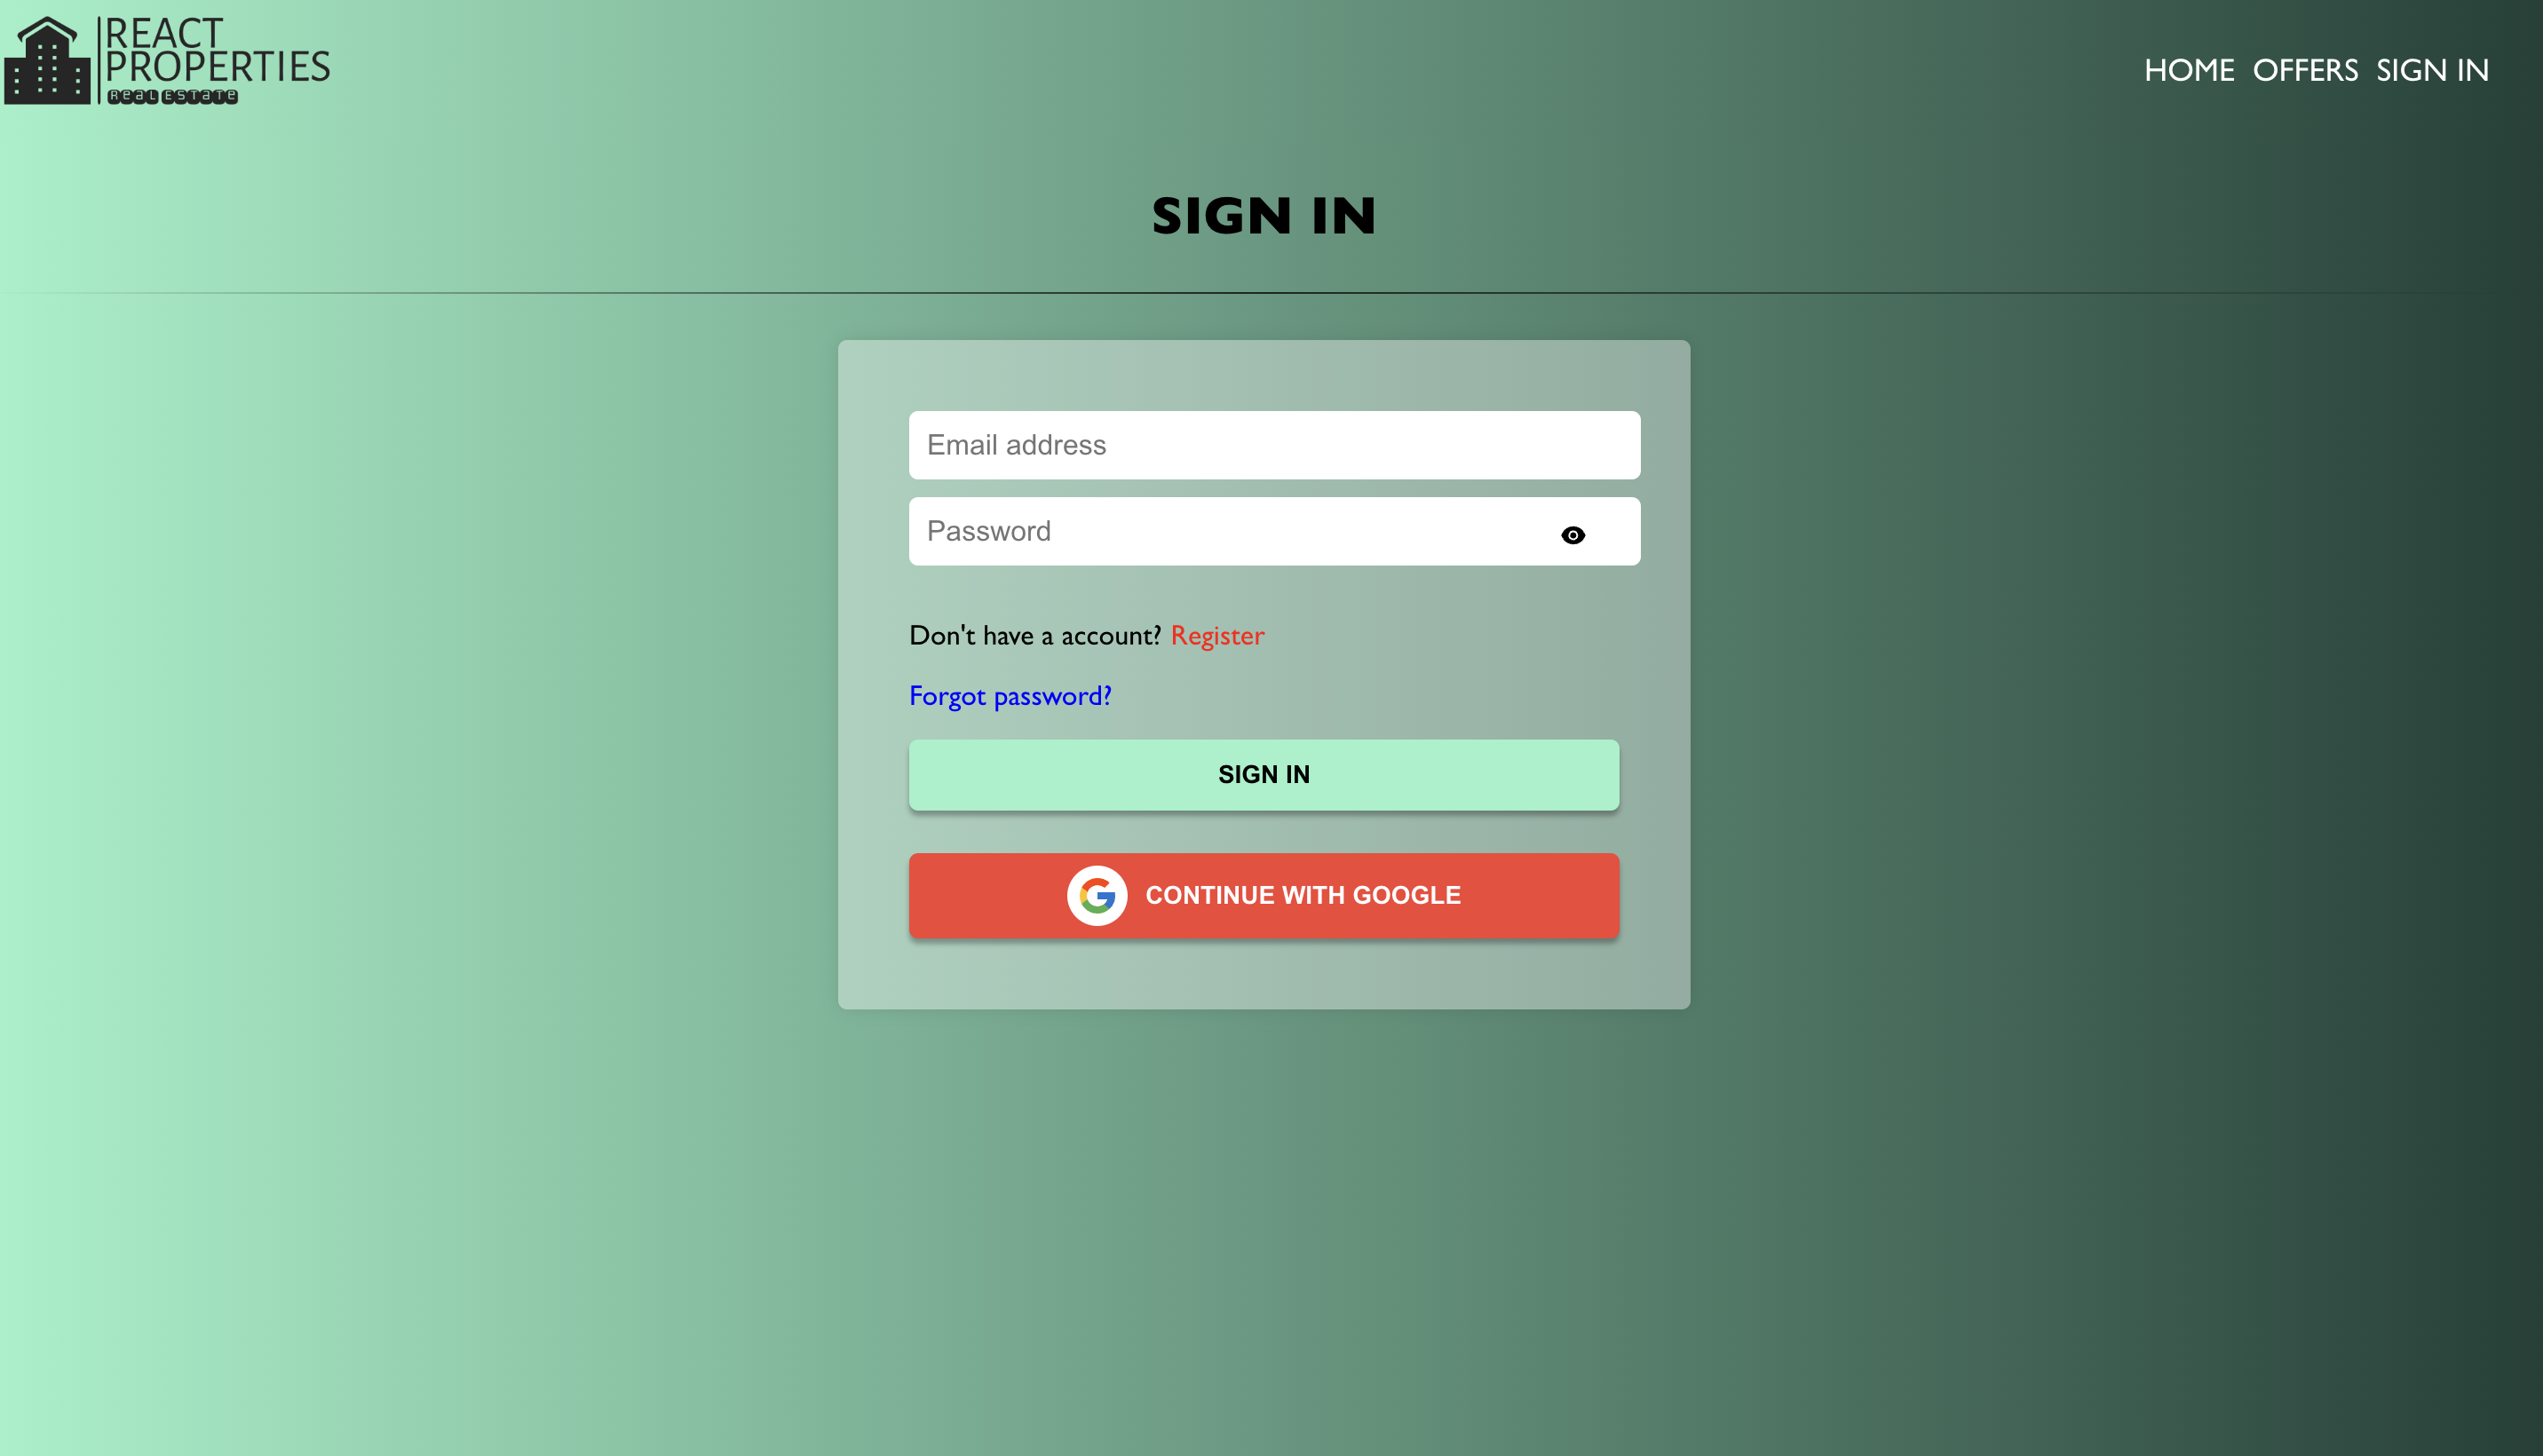 REACT
PROPERTIES
Real Estate
HOME OFFERS SIGN IN
SIGN IN
Email address
Password
Don't have a account? Register
Forgot password?
SIGN IN
CONTINUE WITH GOOGLE